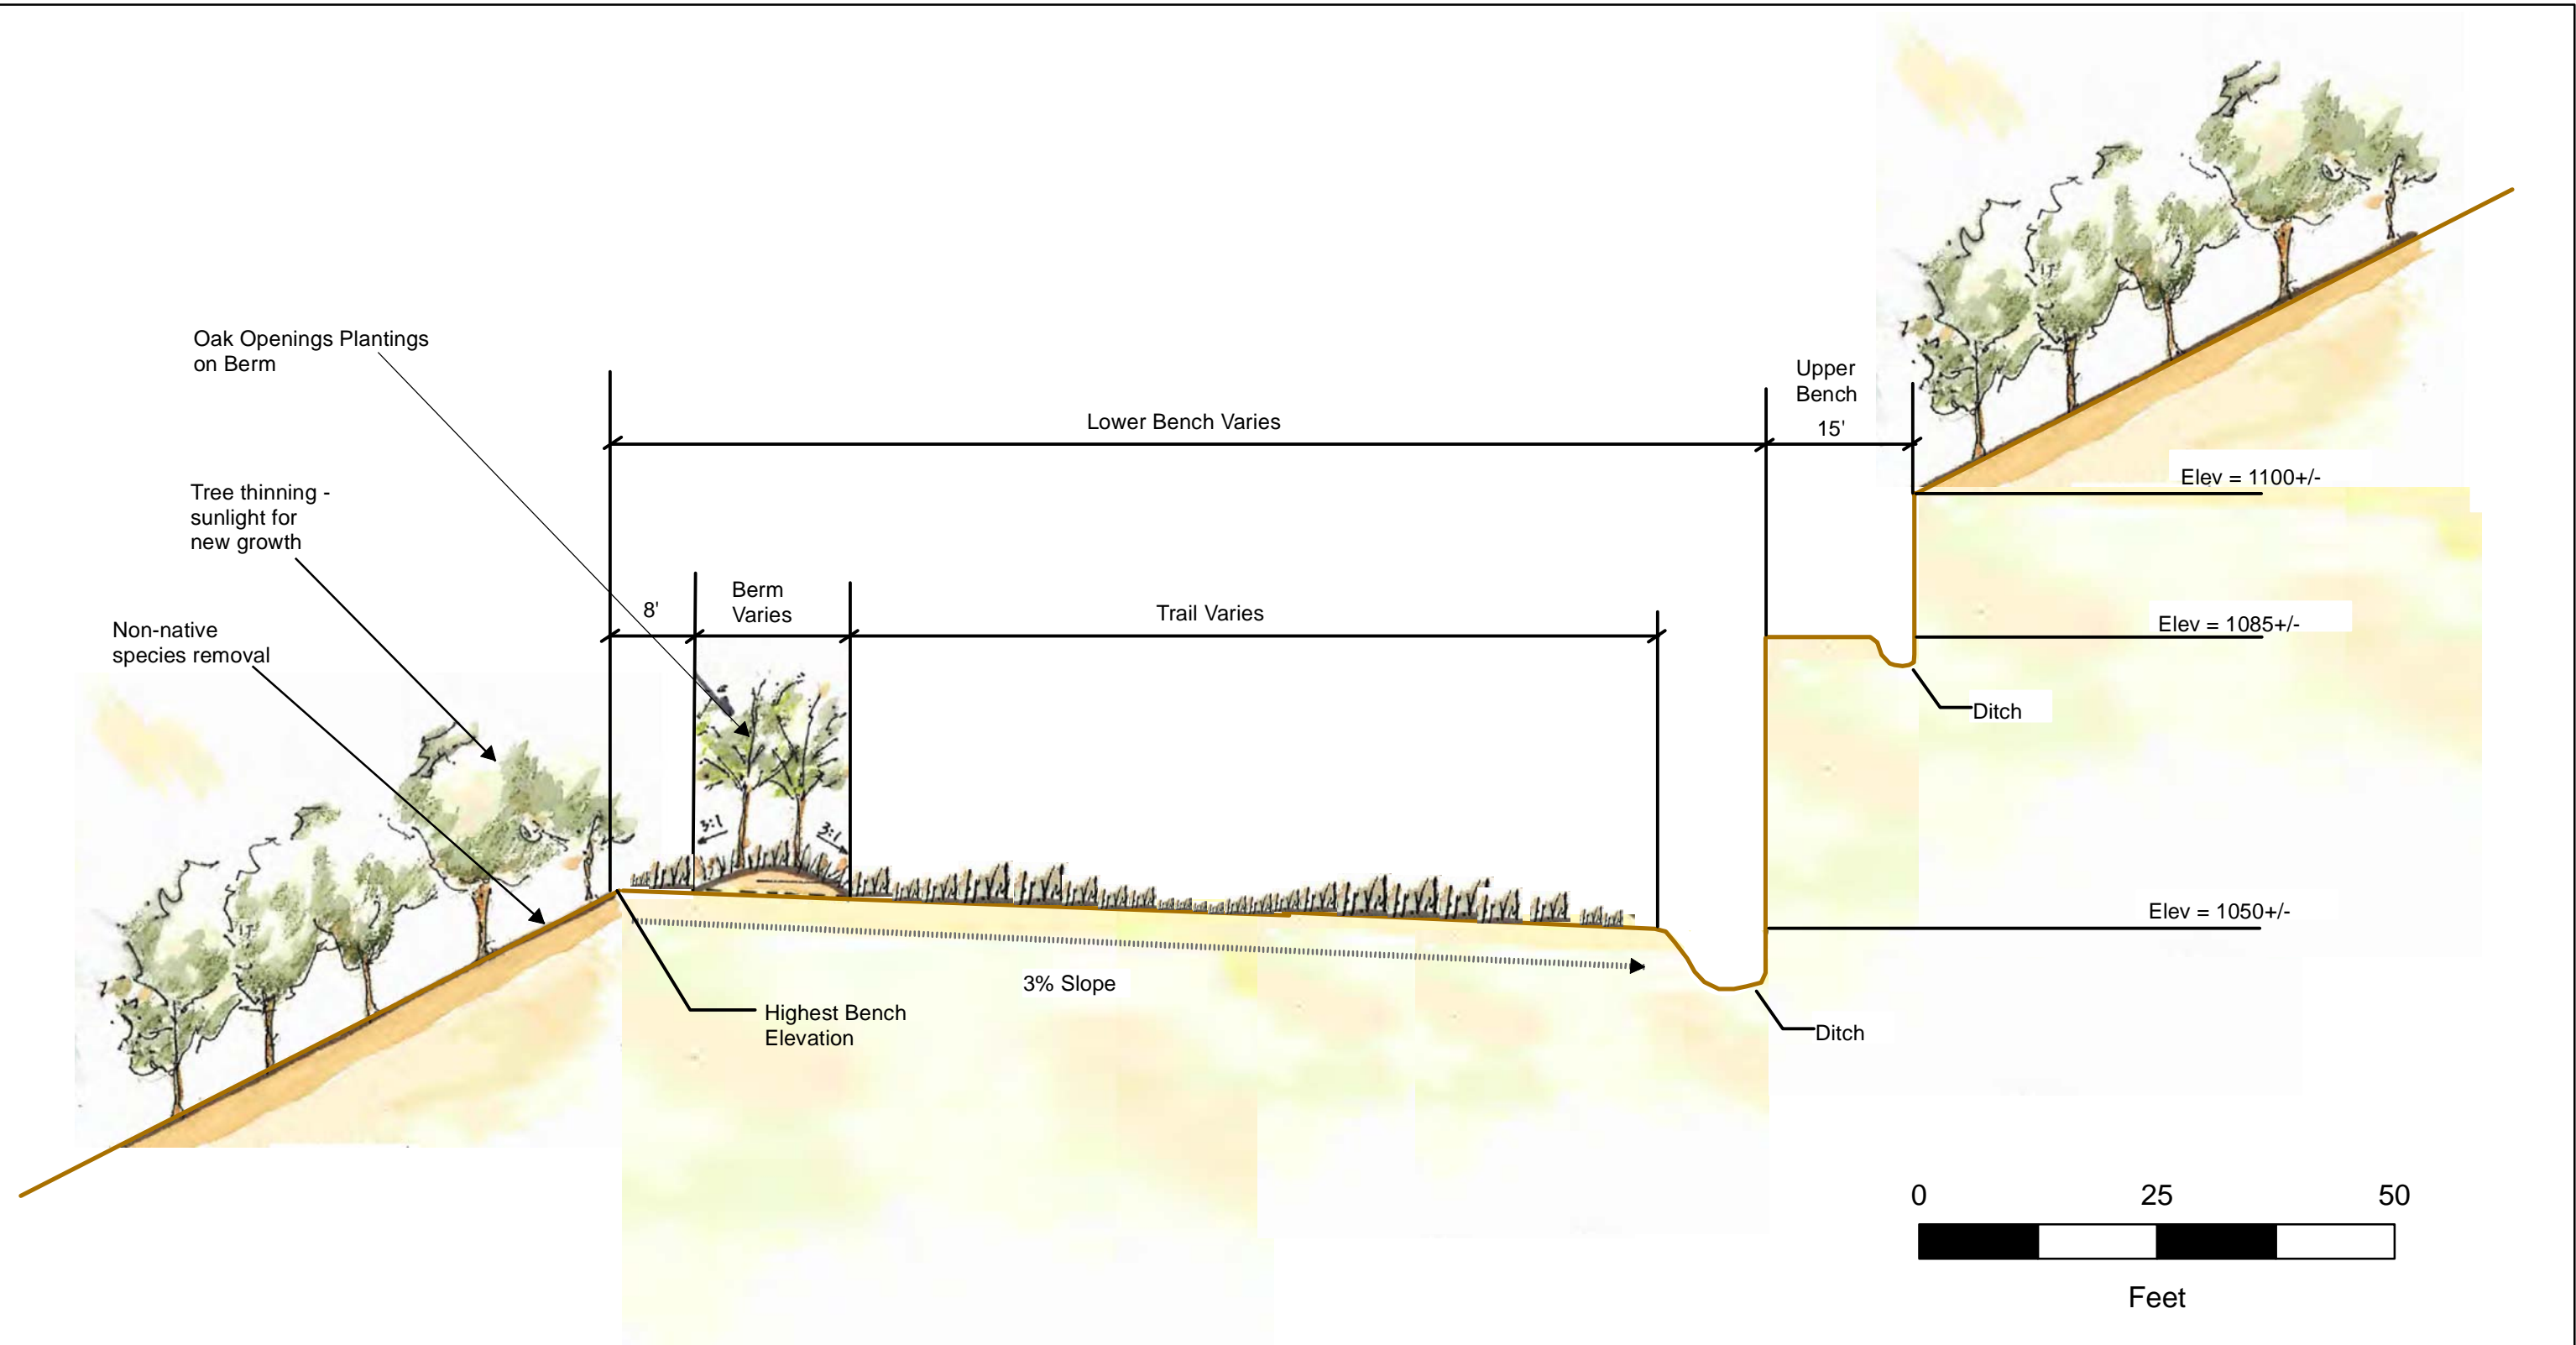 Oak Openings Plantings
on Berm
Tree thinning -
sunlight for
new growth
Non-native
species removal
Lower Bench Varies
Upper
Bench
15'
8'
Berm
Varies
Trail Varies
3:1
3:1
Elev = 1100+/-
Elev = 1085+/-
Ditch
Elev = 1050+/-
3% Slope
Highest Bench
Elevation
Ditch
0 25 50
Feet